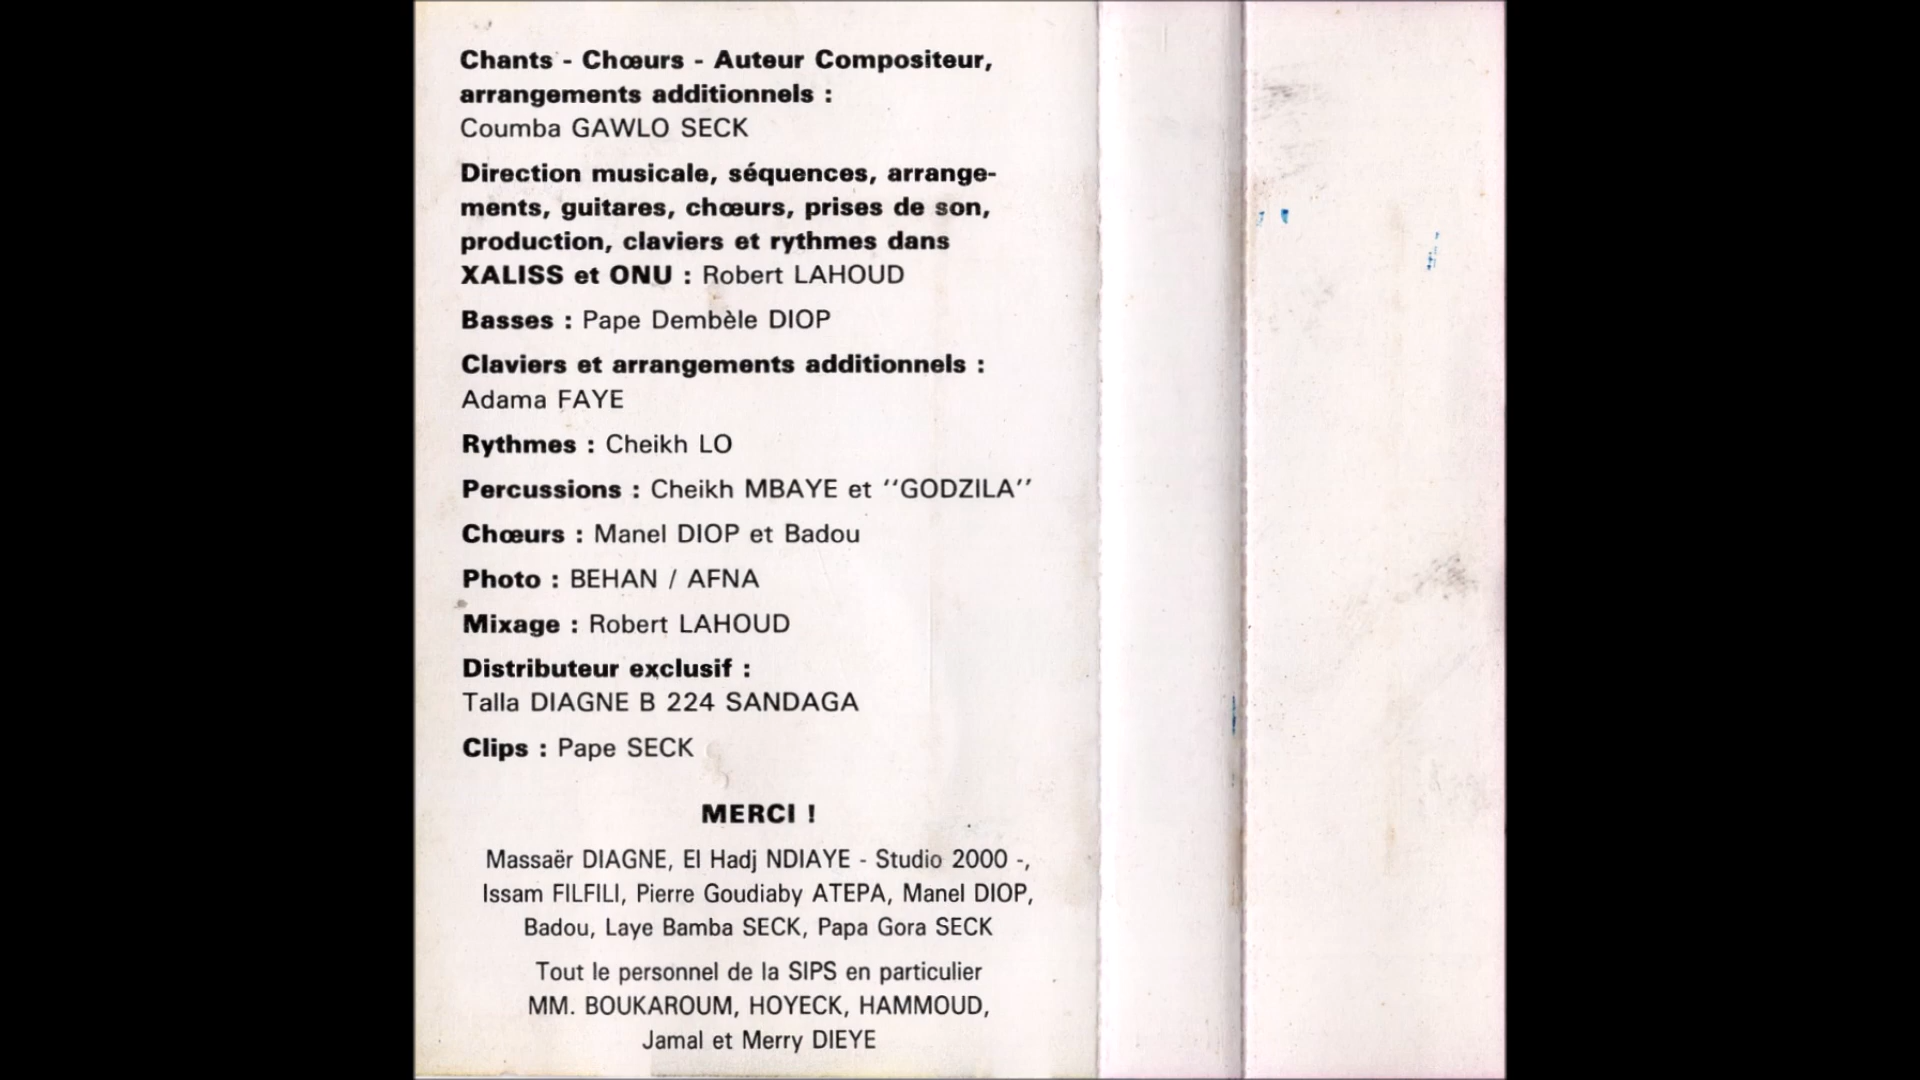 Chants - Chœurs - Auteur Compositeur,
arrangements additionnels :
Coumba GAWLO SECK
Direction musicale, séquences, arrange-
ments, guitares, chœurs, prises de son,
production, claviers et rythmes dans
XALISS et ONU : Robert LAHOUD
Basses : Pape Dembèle DIOP
Claviers et arrangements additionnels :
Adama FAYE
Rythmes : Cheikh LO
Percussions : Cheikh MBAYE et ‘‘GODZILA’’
Chœurs : Manel DIOP et Badou
Photo : BEHAN / AFNA
Mixage : Robert LAHOUD
Distributeur exclusif :
Talla DIAGNE B 224 SANDAGA
Clips : Pape SECK
MERCI !
Massaër DIAGNE, El Hadj NDIAYE - Studio 2000 -,
Issam FILFILI, Pierre Goudiaby ATEPA, Manel DIOP,
Badou, Laye Bamba SECK, Papa Gora SECK
Tout le personnel de la SIPS en particulier
MM. BOUKAROUM, HOYECK, HAMMOUD,
Jamal et Merry DIEYE